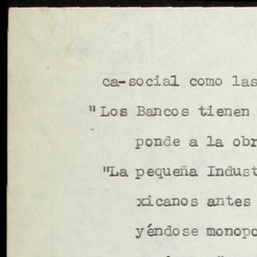 ca-social como las
"Los Bancos tienen
ponde a la obr
"La pequeña Indust
xicanos antes
yéndose monopo